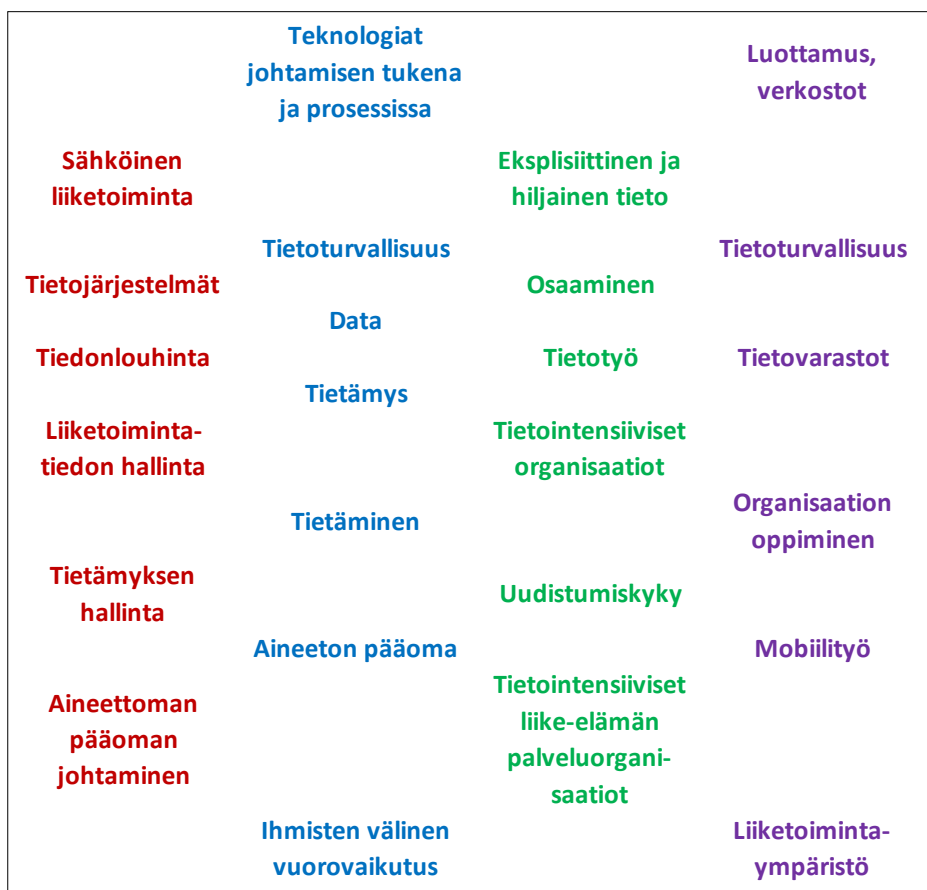 Teknologiat
johtamisen tukena
ja prosessissa
Luottamus,
verkostot
Sähköinen
liiketoiminta
Eksplisiittinen ja
hiljainen tieto
Tietoturvallisuus
Tietoturvallisuus
Tietojärjestelmät
Osaaminen
Data
Tiedonlouhinta
Tietotyö
Tietovarastot
Tietämys
Liiketoiminta-
tiedon hallinta
Tietointensiiviset
organisaatiot
Tietäminen
Organisaation
oppiminen
Tietämyksen
hallinta
Uudistumiskyky
Aineeton pääoma
Mobiilityö
Aineettoman
pääoman
johtaminen
Tietointensiiviset
liike-elämän
palveluorgani-
saatiot
Ihmisten välinen
vuorovaikutus
Liiketoiminta-
ympäristö